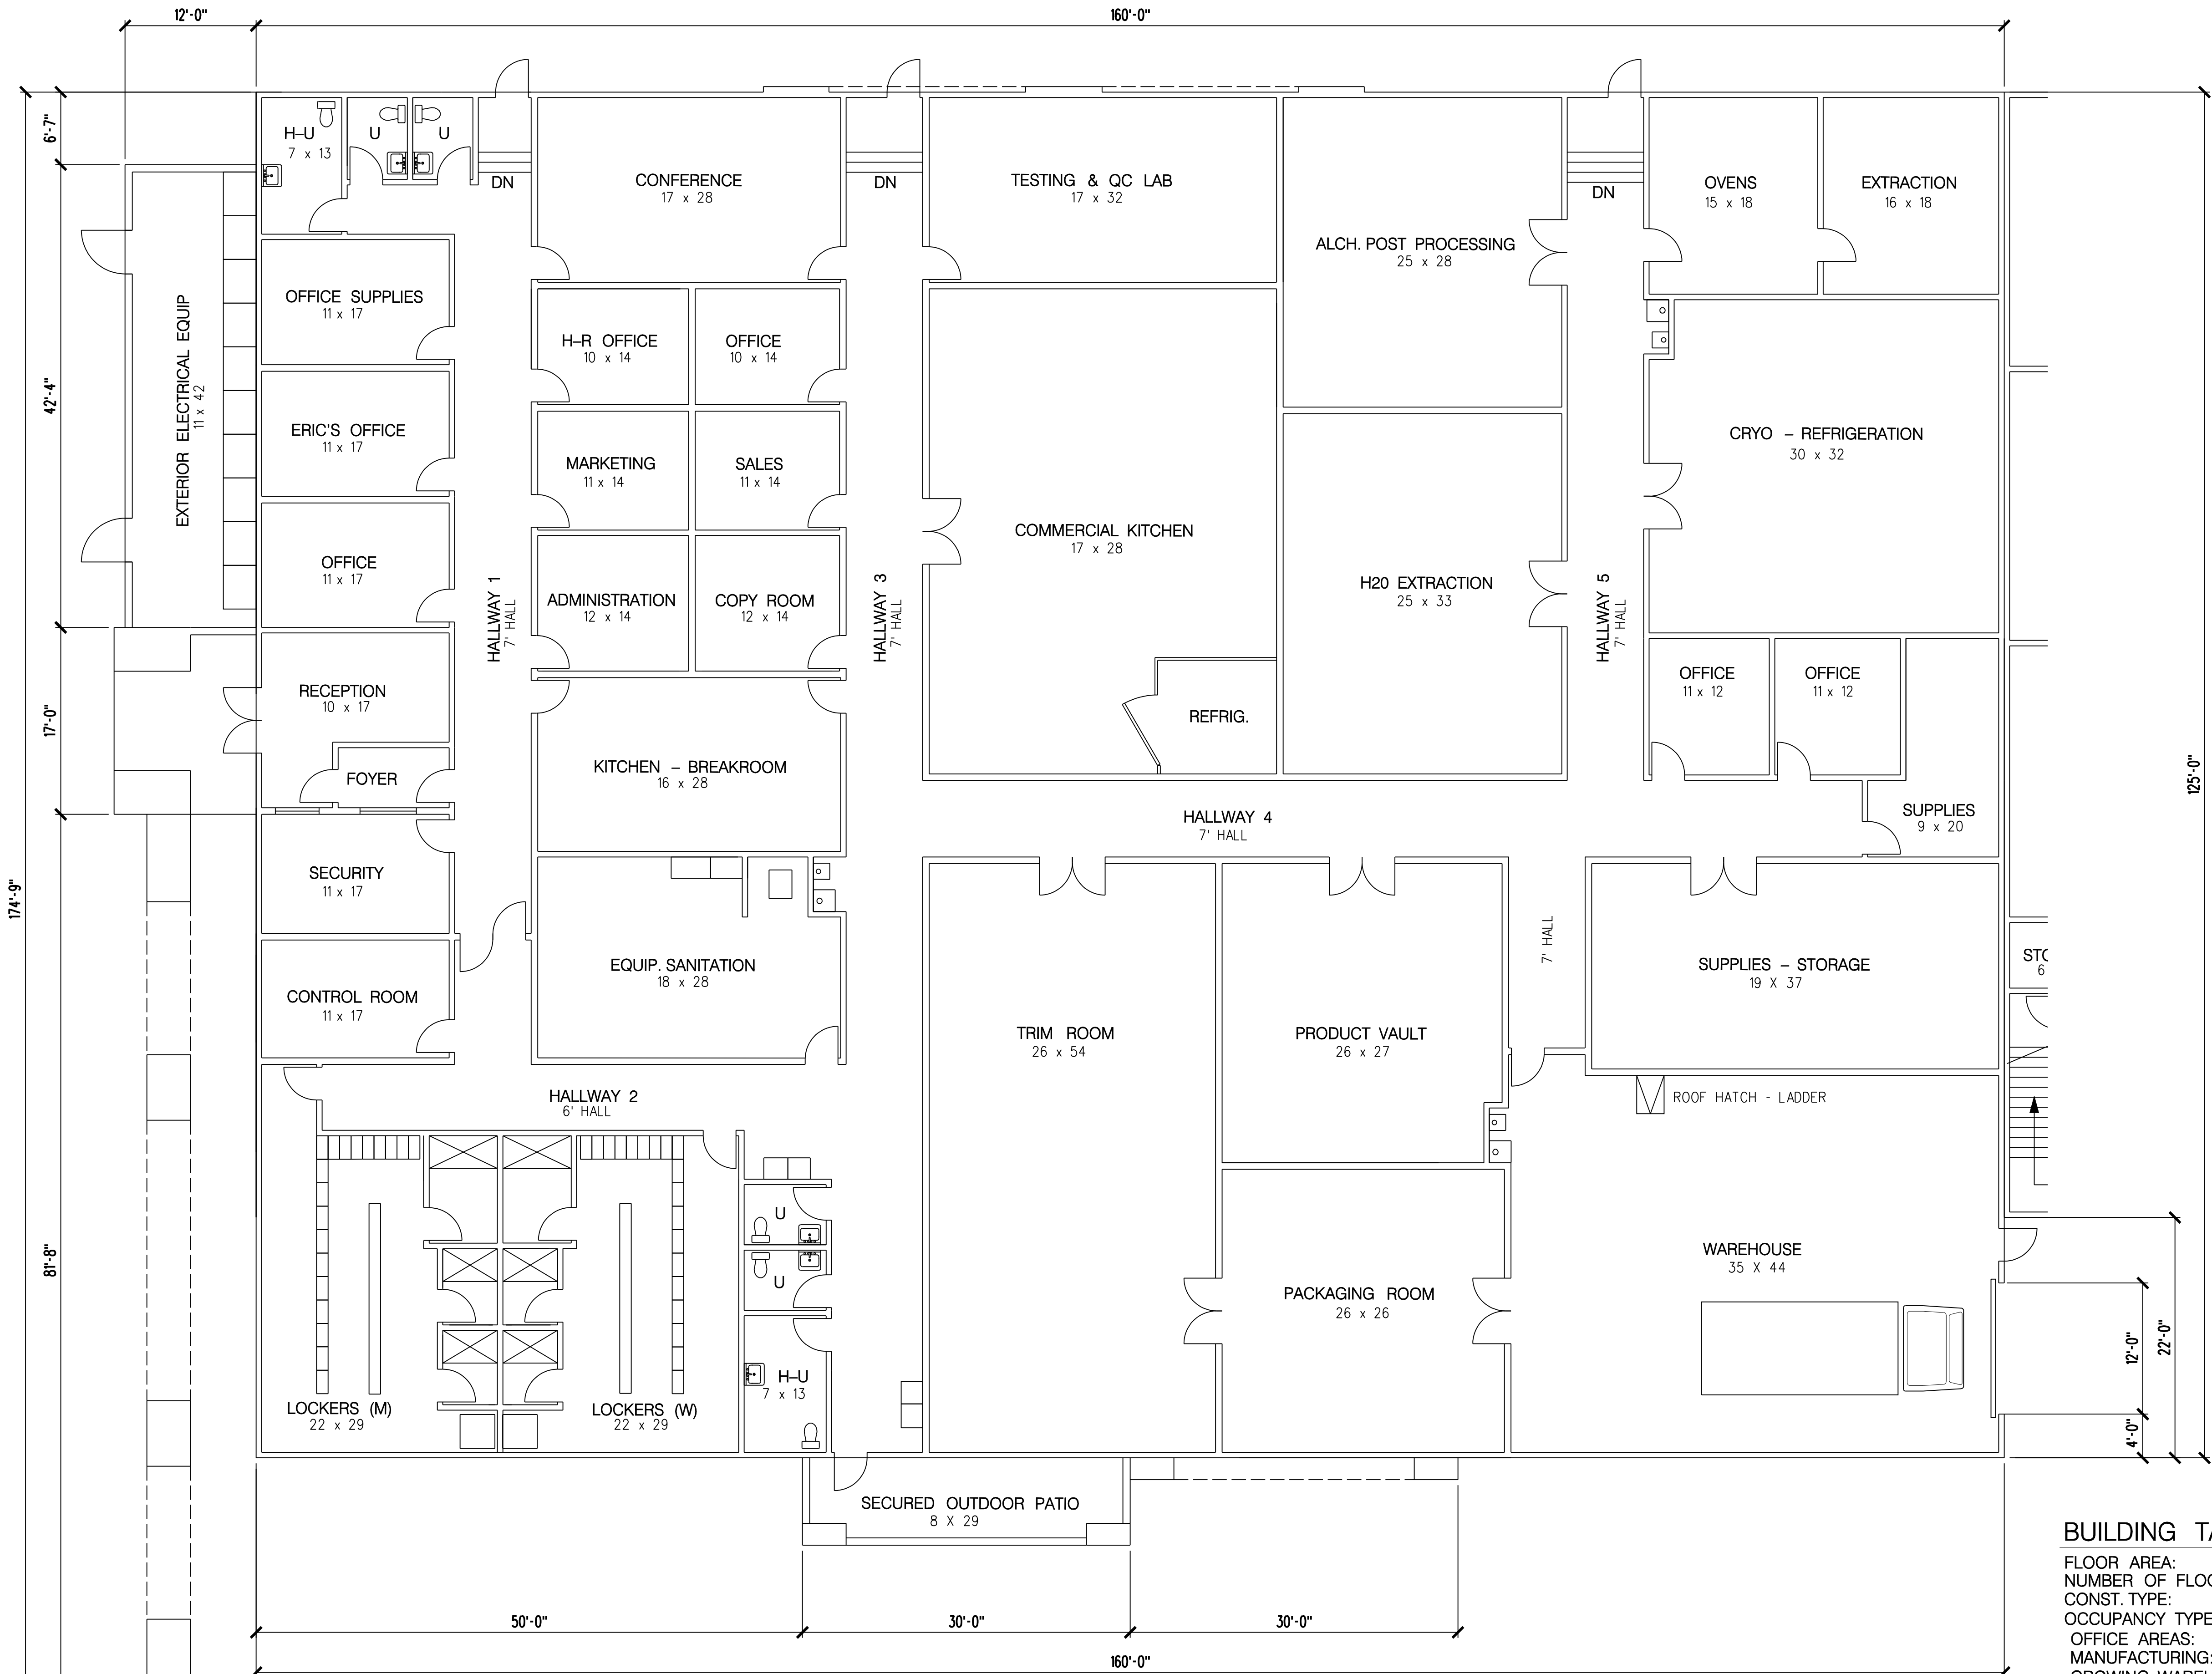 12'-0"
160'-0"
6'-7"
42'-4"
17'-0"
174'-9"
81'-8"
H-U
7 x 13
U
U
DN
CONFERENCE
17 x 28
DN
TESTING & QC LAB
17 x 32
ALCH. POST PROCESSING
25 x 28
DN
OVENS
15 x 18
EXTRACTION
16 x 18
EXTERIOR ELECTRICAL EQUIP
11 x 42
OFFICE SUPPLIES
11 x 17
H-R OFFICE
10 x 14
OFFICE
10 x 14
ERIC'S OFFICE
11 x 17
MARKETING
11 x 14
SALES
11 x 14
CRYO - REFRIGERATION
30 x 32
OFFICE
11 x 17
HALLWAY 1
7' HALL
ADMINISTRATION
12 x 14
COPY ROOM
12 x 14
HALLWAY 3
7' HALL
COMMERCIAL KITCHEN
17 x 28
H20 EXTRACTION
25 x 33
HALLWAY 5
7' HALL
RECEPTION
10 x 17
REFRIG.
OFFICE
11 x 12
OFFICE
11 x 12
FOYER
KITCHEN - BREAKROOM
16 x 28
HALLWAY 4
7' HALL
SUPPLIES
9 x 20
125'-0"
SECURITY
11 x 17
EQUIP. SANITATION
18 x 28
7' HALL
SUPPLIES - STORAGE
19 X 37
STO
6
CONTROL ROOM
11 x 17
TRIM ROOM
26 x 54
PRODUCT VAULT
26 x 27
HALLWAY 2
6' HALL
ROOF HATCH - LADDER
U
U
PACKAGING ROOM
26 x 26
WAREHOUSE
35 X 44
12'-0"
22'-0"
4'-0"
H-U
7 x 13
LOCKERS (M)
22 x 29
LOCKERS (W)
22 x 29
SECURED OUTDOOR PATIO
8 X 29
50'-0"
30'-0"
30'-0"
160'-0"
BUILDING TA
FLOOR AREA:
NUMBER OF FLOO
CONST. TYPE:
OCCUPANCY TYPE
OFFICE AREAS:
MANUFACTURING: